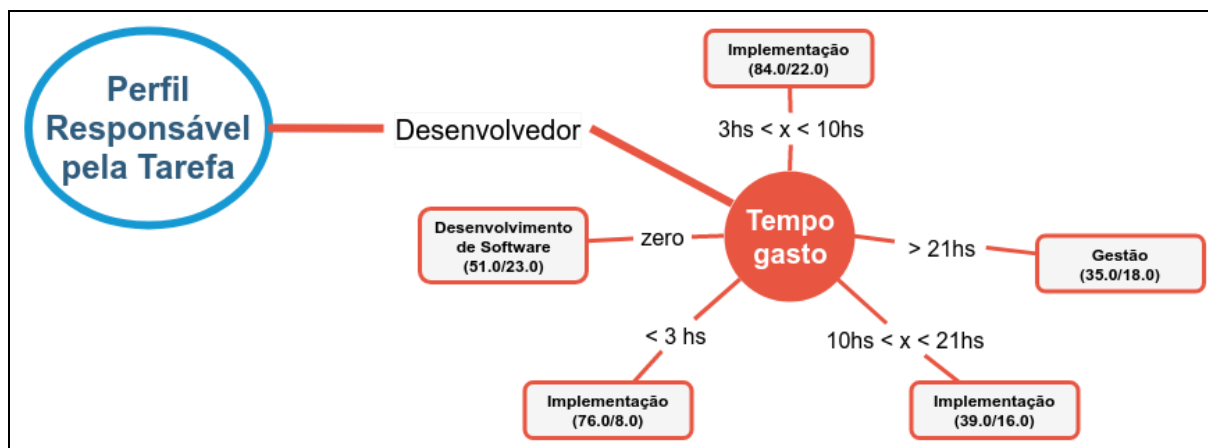 Perfil
Responsável
pela Tarefa
Desenvolvedor
Implementação
(84.0/22.0)
3hs < x < 10hs
Tempo
gasto
Desenvolvimento
de Software
(51.0/23.0)
zero
> 21hs
Gestão
(35.0/18.0)
< 3 hs
10hs < x < 21hs
Implementação
(76.0/8.0)
Implementação
(39.0/16.0)